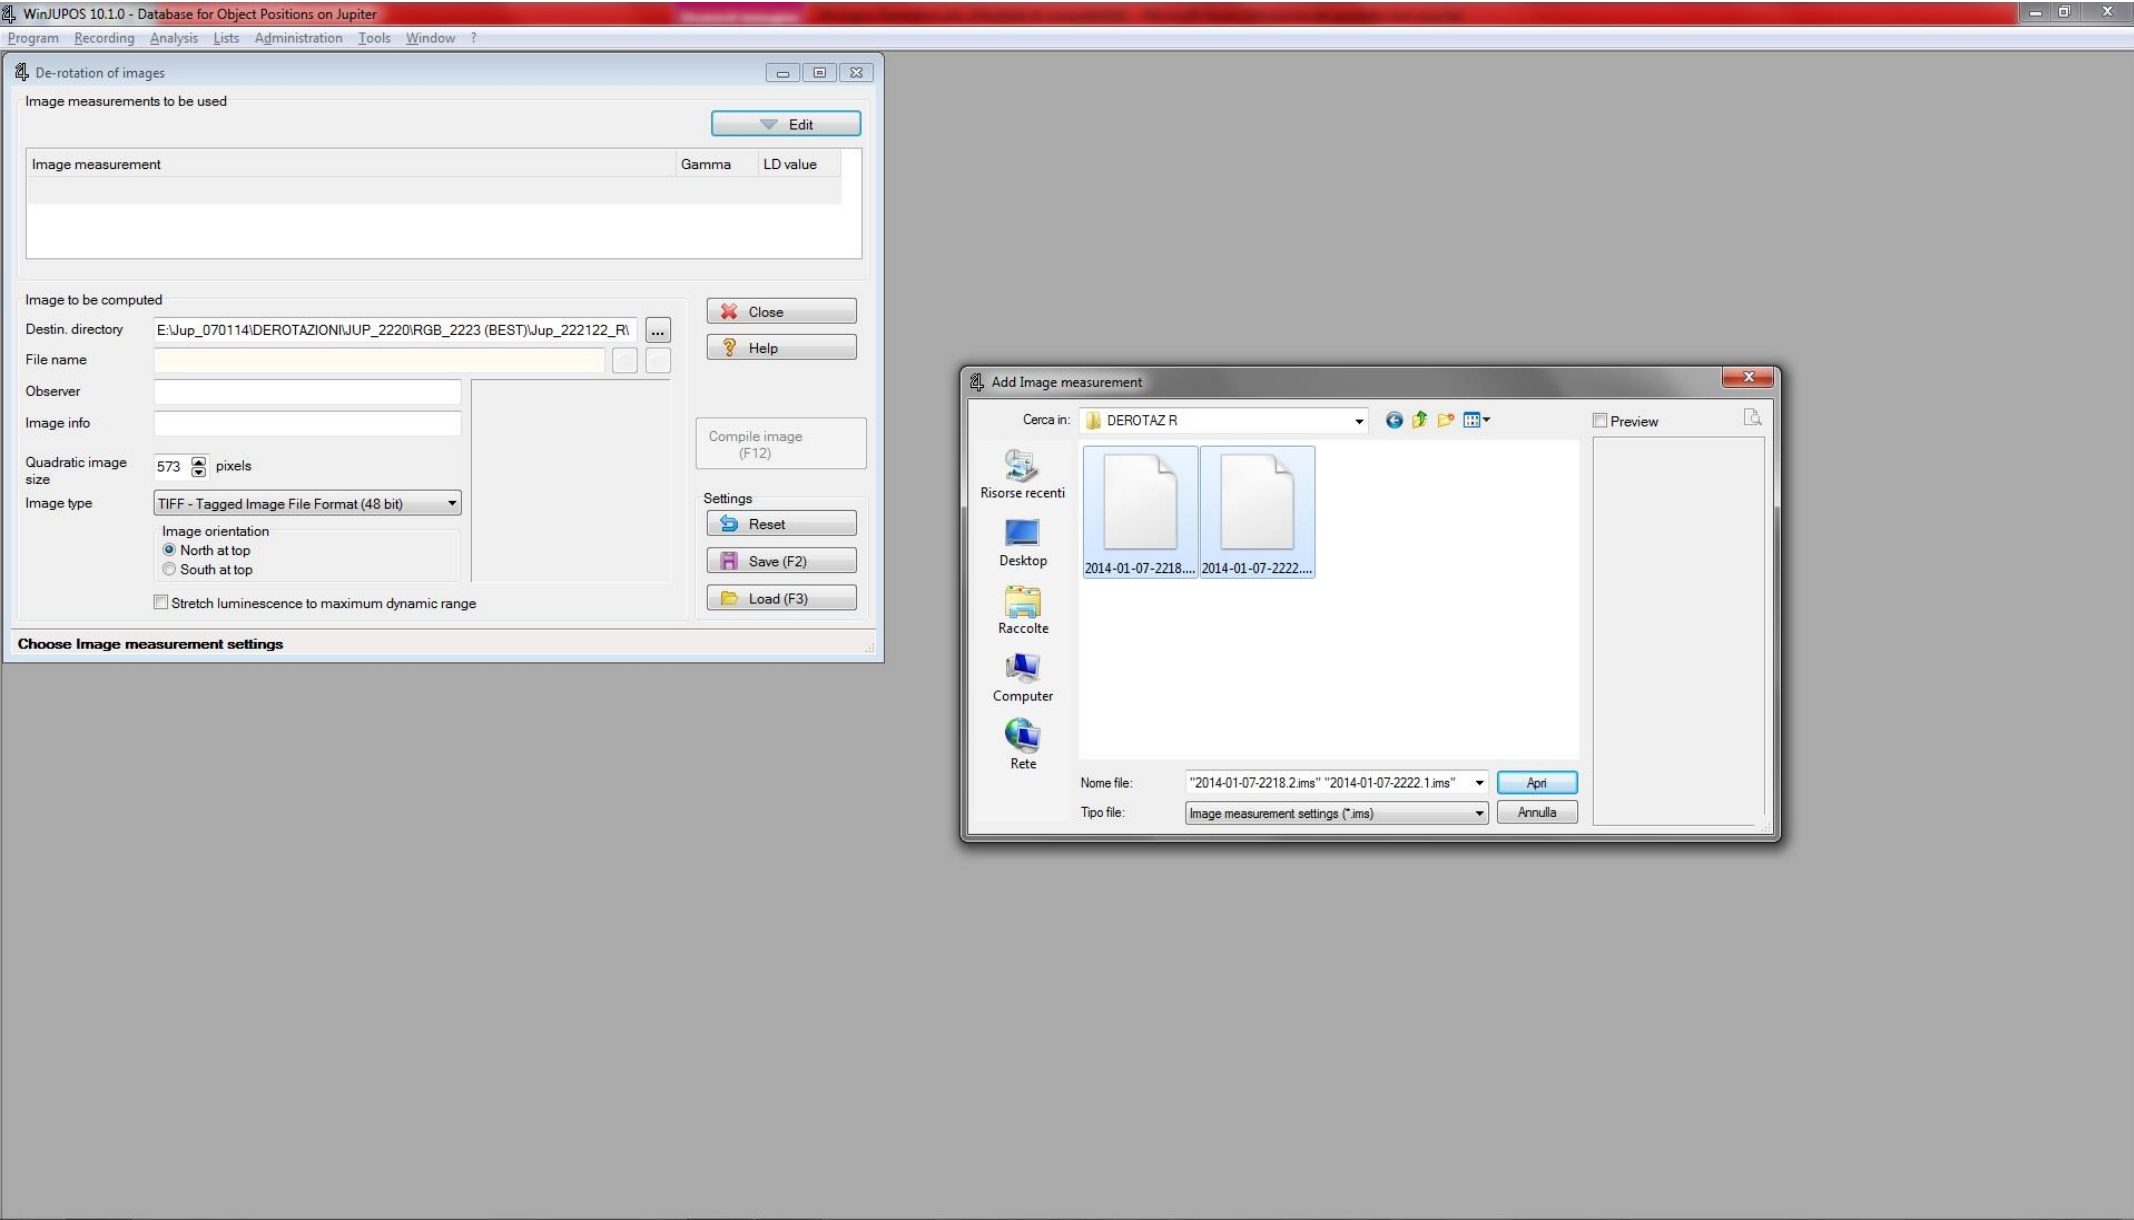 WinJUPOS 10.1.0 - Database for Object Positions on Jupiter
Program Recording Analysis Lists Administration Tools Window ?
De-rotation of images
Image measurements to be used
Edit
Image measurement Gamma LD value
Image to be computed
Destin. directory E:\Jup_070114\DEROTAZIONI\JUP_2220\RGB_2223 (BEST)\Jup_222122_R\ ...
File name
Observer
Image info
Quadratic image size 573 pixels
Image type TIFF - Tagged Image File Format (48 bit)
Image orientation
North at top
South at top
Stretch luminescence to maximum dynamic range
Close
Help
Compile image
(F12)
Settings
Reset
Save (F2)
Load (F3)
Choose Image measurement settings
Add Image measurement
Cerca in: DEROTAZ R
Preview
Risorse recenti
Desktop
Raccolte
Computer
Rete
2014-01-07-2218.... 2014-01-07-2222....
Nome file: "2014-01-07-2218.2.ims" "2014-01-07-2222.1.ims" Apri
Tipo file: Image measurement settings (*.ims) Annulla